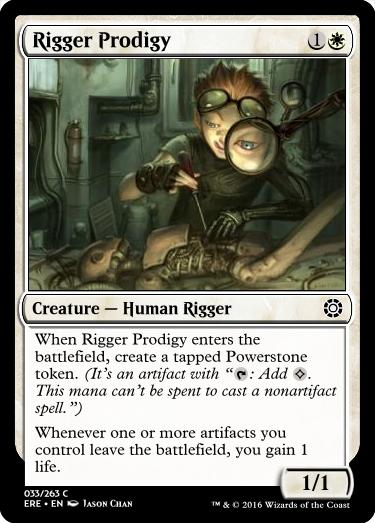 Rigger Prodigy 1
Creature — Human Rigger
When Rigger Prodigy enters the
battlefield, create a tapped Powerstone
token. (It's an artifact with “: Add .
This mana can't be spent to cast a nonartifact
spell.”)
Whenever one or more artifacts you
control leave the battlefield, you gain 1
life.
1/1
033/263 C
ERE • EN Jason Chan ™ & © 2016 Wizards of the Coast